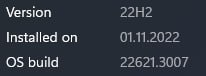 Version 22H2
Installed on 01.11.2022
OS build 22621.3007